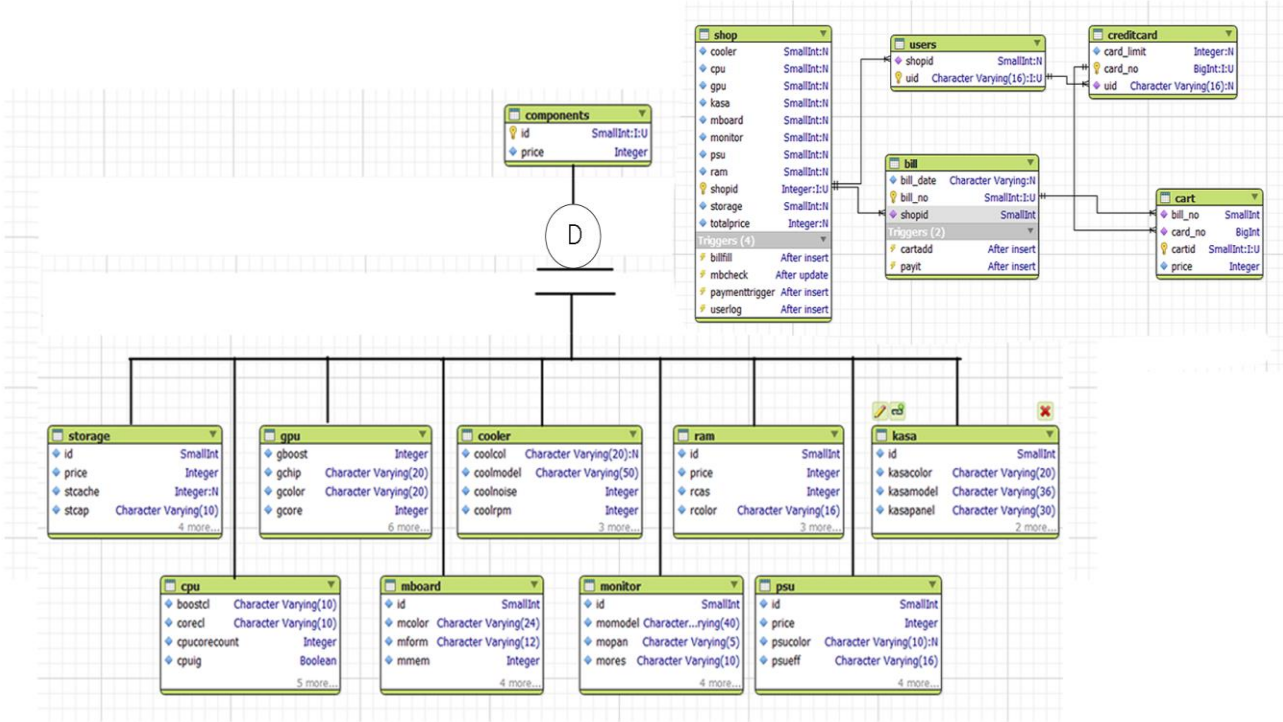 shop
cooler SmallInt:N
cpu SmallInt:N
gpu SmallInt:N
kasa SmallInt:N
mboard SmallInt:N
monitor SmallInt:N
psu SmallInt:N
ram SmallInt:N
shopid Integer:I:U
storage SmallInt:N
totalprice Integer:N
Triggers (4)
billfill After insert
mbcheck After update
paymenttrigger After insert
userlog After insert
users
shopid SmallInt:N
uid Character Varying(16):I:U
creditcard
card_limit Integer:N
card_no BigInt:I:U
uid Character Varying(16):N
components
id SmallInt:I:U
price Integer
bill
bill_date Character Varying:N
bill_no SmallInt:I:U
shopid SmallInt
Triggers (2)
cartadd After insert
payit After insert
cart
bill_no SmallInt
card_no BigInt
cartid SmallInt:I:U
price Integer
D
storage
id SmallInt
price Integer
stcache Integer:N
stcap Character Varying(10)
4 more...
gpu
gboost Integer
gchip Character Varying(20)
gcolor Character Varying(20)
gcore Integer
6 more...
cooler
coolcol Character Varying(20):N
coolmodel Character Varying(50)
coolnoise Integer
coolrpm Integer
3 more...
ram
id SmallInt
price Integer
rcas Integer
rcolor Character Varying(16)
3 more...
kasa
id SmallInt
kasacolor Character Varying(20)
kasamodel Character Varying(36)
kasapanel Character Varying(30)
2 more...
cpu
boostcl Character Varying(10)
corecl Character Varying(10)
cpucorecount Integer
cpuig Boolean
5 more...
mboard
id SmallInt
mcolor Character Varying(24)
mform Character Varying(12)
mmem Integer
4 more...
monitor
id SmallInt
momodel Character...rying(40)
mopan Character Varying(5)
mores Character Varying(10)
4 more...
psu
id SmallInt
price Integer
psucolor Character Varying(10):N
psueff Character Varying(16)
4 more...